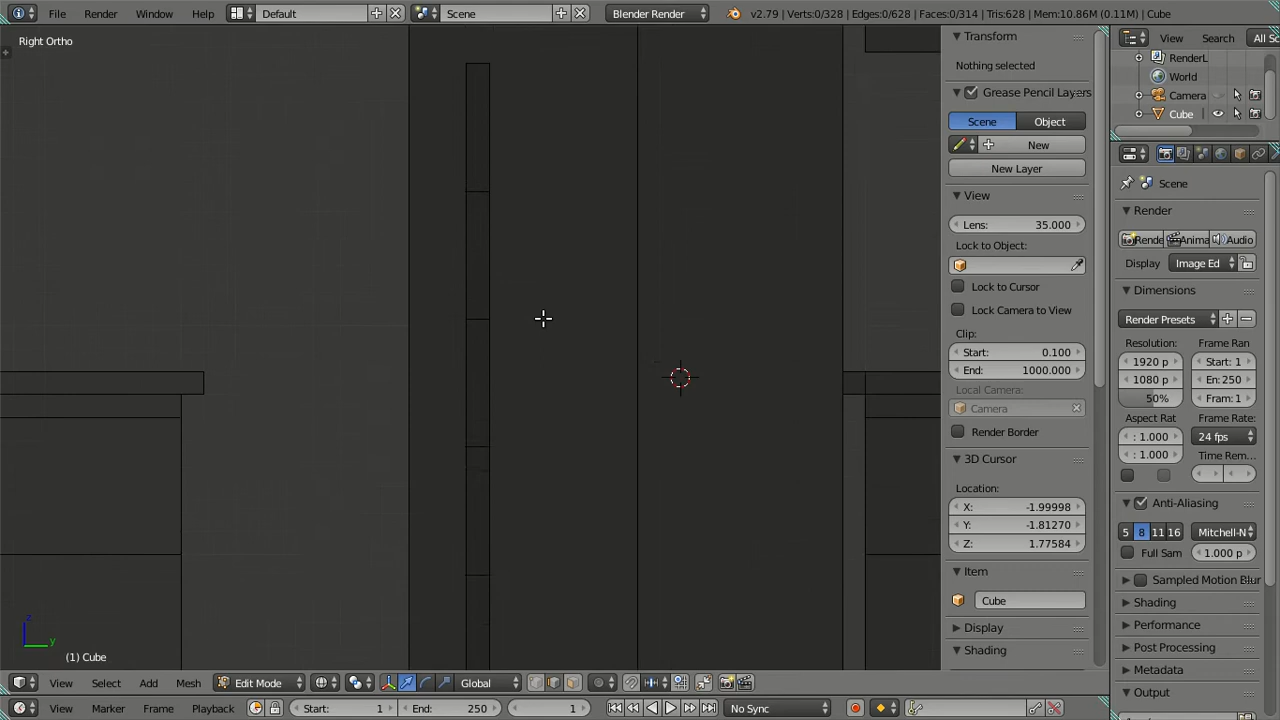 File Render Window Help Default Scene Blender Render v2.79 | Verts:0/328 | Edges:0/628 | Faces:0/314 | Tris:628 | Mem:10.86M (0.11M) | Cube
Right Ortho
Transform
Nothing selected
Grease Pencil Layers
Scene Object
New
New Layer
View
Lens: 35.000
Lock to Object:
Lock to Cursor
Lock Camera to View
Clip:
Start: 0.100
End: 1000.000
Local Camera:
Camera
Render Border
3D Cursor
Location:
X: -1.99998
Y: -1.81270
Z: 1.77584
Item
Cube
Display
Shading
View Search All Sc
RenderL
World
Camera
Cube
Scene
Render
Rende Anima Audio
Display Image Ed
Dimensions
Render Presets
Resolution: Frame Ran
1920 p Start: 1
1080 p En: 250
50% Fram: 1
Aspect Rat Frame Rate:
: 1.000 24 fps
: 1.000 Time Rem...
Anti-Aliasing
5 8 11 16 Mitchell-N
Full Sam 1.000 p
Sampled Motion Blur
Shading
Performance
Post Processing
Metadata
Output
z
y
(1) Cube
View Select Add Mesh Edit Mode Global
View Marker Frame Playback Start: 1 End: 250 1 No Sync